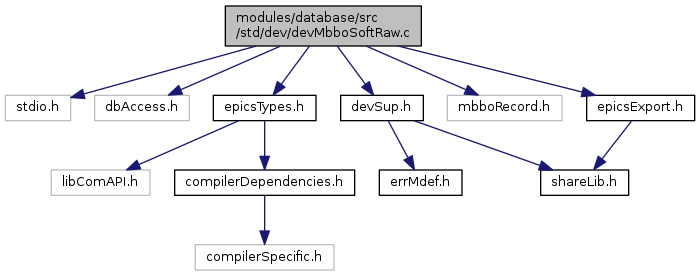 modules/database/src
/std/dev/devMbboSoftRaw.c
stdio.h
dbAccess.h
epicsTypes.h
devSup.h
mbboRecord.h
epicsExport.h
libComAPI.h
compilerDependencies.h
errMdef.h
shareLib.h
compilerSpecific.h